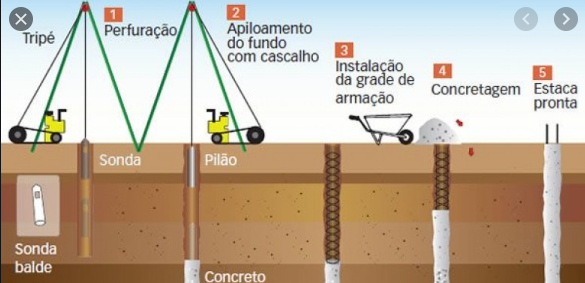 Tripé
1
Perfuração
2
Apiloamento
do fundo
com cascalho
3
Instalação
da grade de
armação
4
Concretagem
5
Estaca
pronta
Sonda
Pilão
Sonda
balde
Concreto